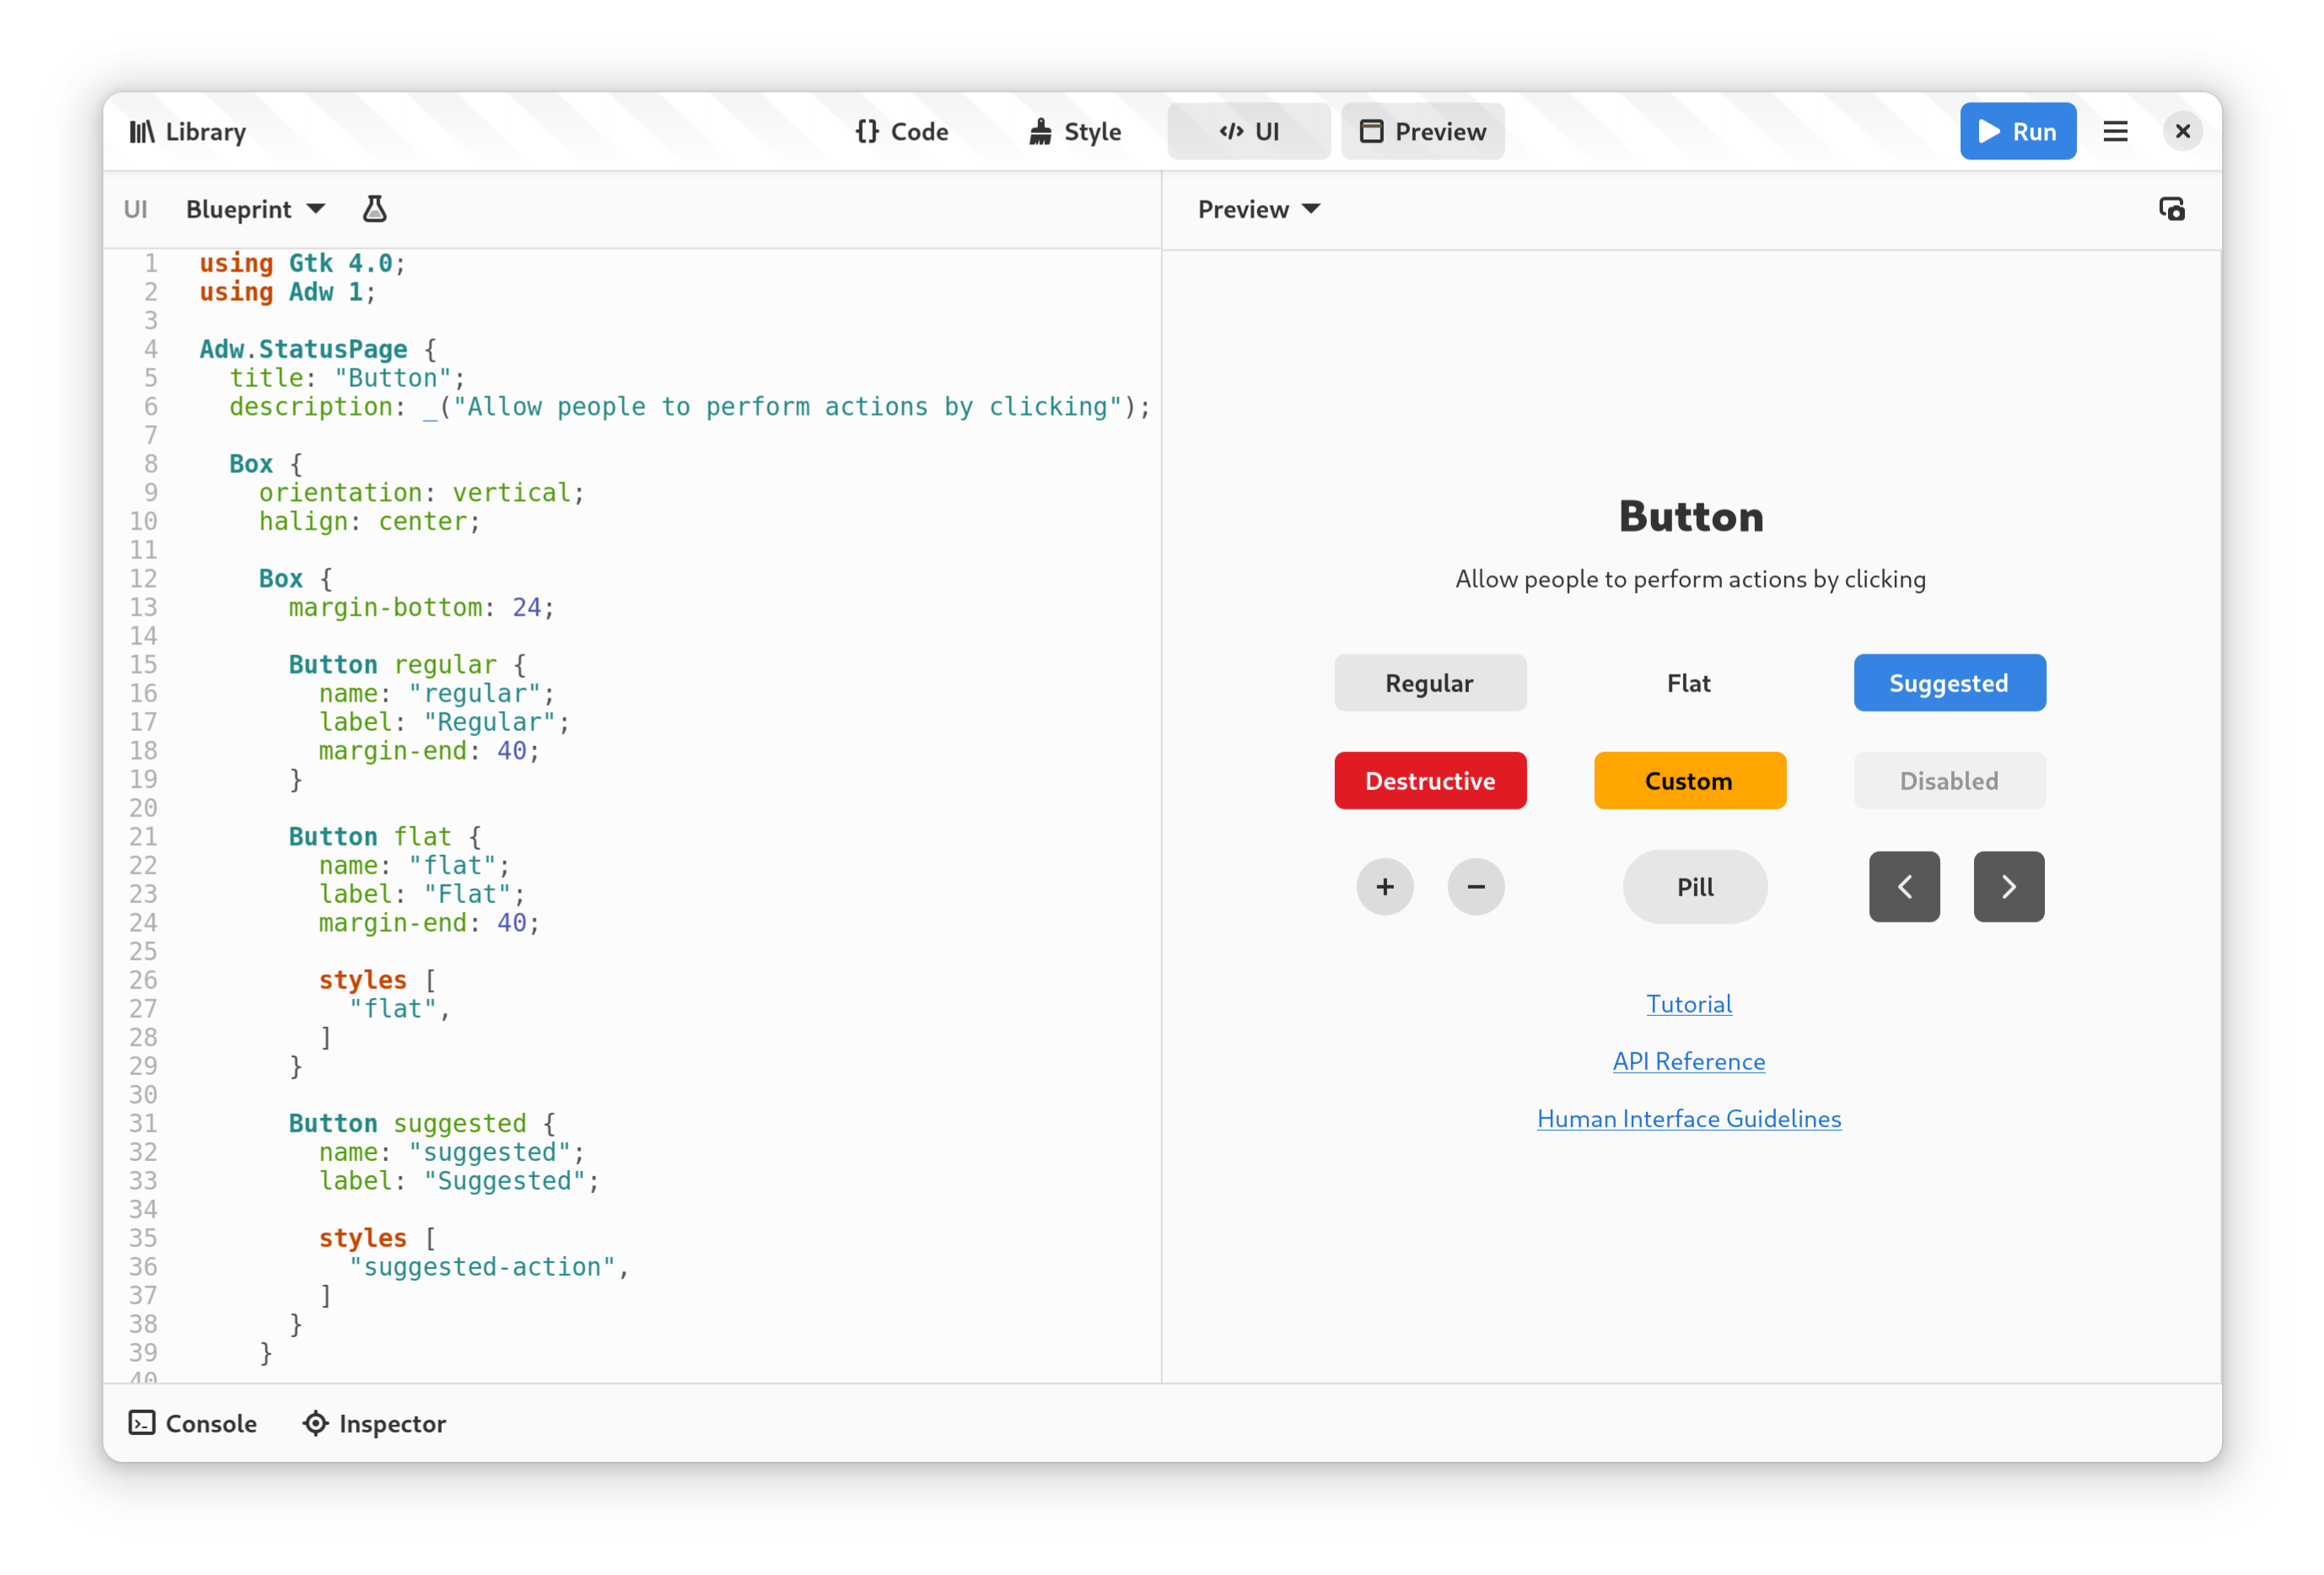 Library
Code
Style
UI
Preview
Run
UI
Blueprint
Preview
1 using Gtk 4.0;
2 using Adw 1;
3
4 Adw.StatusPage {
5 title: "Button";
6 description: _("Allow people to perform actions by clicking");
7
8 Box {
9 orientation: vertical;
10 halign: center;
11
12 Box {
13 margin-bottom: 24;
14
15 Button regular {
16 name: "regular";
17 label: "Regular";
18 margin-end: 40;
19 }
20
21 Button flat {
22 name: "flat";
23 label: "Flat";
24 margin-end: 40;
25
26 styles [
27 "flat",
28 ]
29 }
30
31 Button suggested {
32 name: "suggested";
33 label: "Suggested";
34
35 styles [
36 "suggested-action",
37 ]
38 }
39 }
40
Button
Allow people to perform actions by clicking
Regular
Flat
Suggested
Destructive
Custom
Disabled
Pill
Tutorial
API Reference
Human Interface Guidelines
Console
Inspector